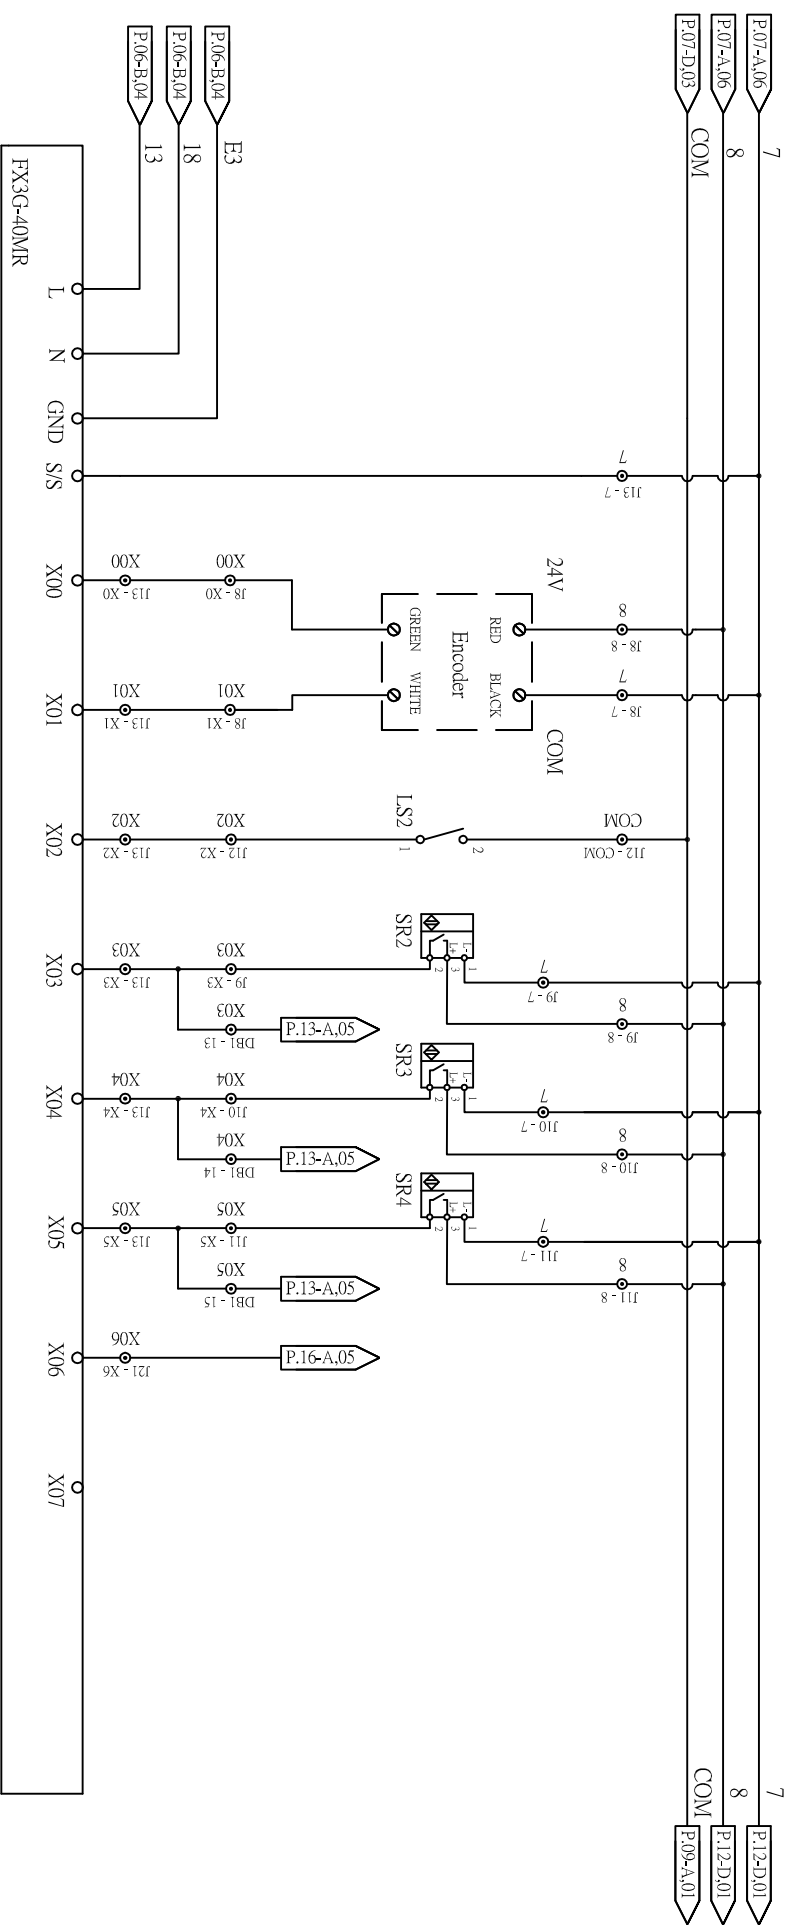 P.07-A,06
7
7
P.12-D,01
P.07-A,06
8
8
P.12-D,01
P.07-D,03
COM
COM
P.09-A,01
7
J13 - 7
8
J8 - 8
7
J8 - 7
COM
J12 - COM
8
J9 - 8
8
J10 - 8
8
J11 - 8
7
J9 - 7
7
J10 - 7
7
J11 - 7
24V
COM
RED
BLACK
Encoder
GREEN
WHITE
2
LS2
1
1
3
2
L-
L+
SR2
1
3
2
L-
L+
SR3
1
3
2
L-
L+
SR4
P.13-A,05
P.13-A,05
P.13-A,05
P.16-A,05
P.06-B,04
E3
P.06-B,04
18
P.06-B,04
13
X00
J8 - X0
X01
J8 - X1
X02
J12 - X2
X03
J9 - X3
X03
DB1 - 13
X04
J10 - X4
X04
DB1 - 14
X05
J11 - X5
X05
DB1 - 15
X00
J13 - X0
X01
J13 - X1
X02
J13 - X2
X03
J13 - X3
X04
J13 - X4
X05
J13 - X5
X06
J21 - X6
L
N
GND
S/S
X00
X01
X02
X03
X04
X05
X06
X07
FX3G-40MR